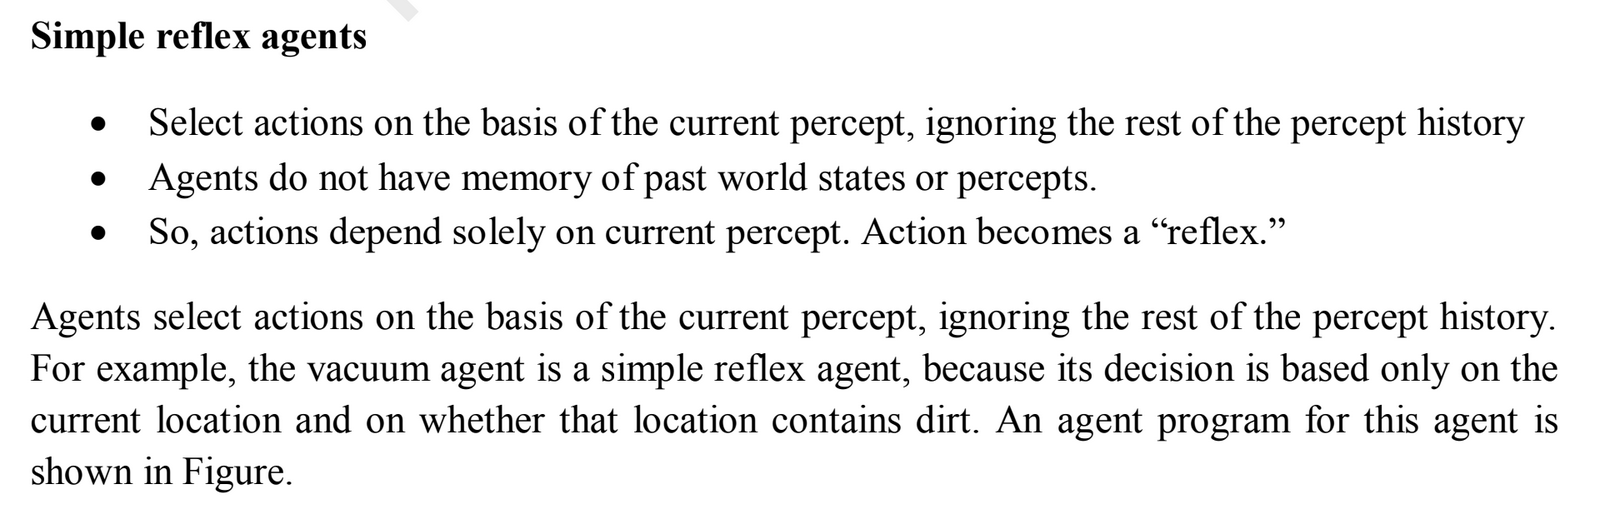 Simple reflex agents
• Select actions on the basis of the current percept, ignoring the rest of the percept history
• Agents do not have memory of past world states or percepts.
• So, actions depend solely on current percept. Action becomes a “reflex.”
Agents select actions on the basis of the current percept, ignoring the rest of the percept history.
For example, the vacuum agent is a simple reflex agent, because its decision is based only on the
current location and on whether that location contains dirt. An agent program for this agent is
shown in Figure.